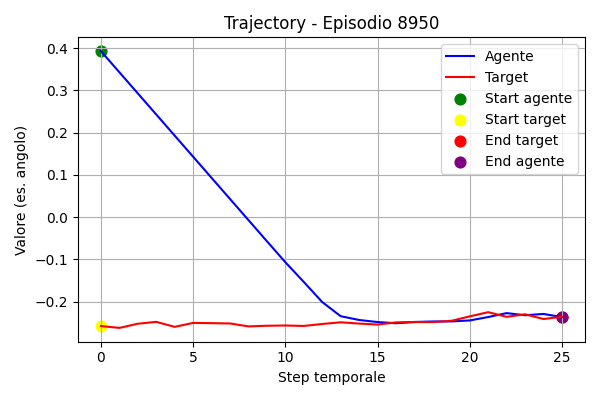 Trajectory - Episodio 8950
Valore (es. angolo)
0.4
0.3
0.2
0.1
0.0
−0.1
−0.2
Agente
Target
Start agente
Start target
End target
End agente
0 5 10 15 20 25
Step temporale